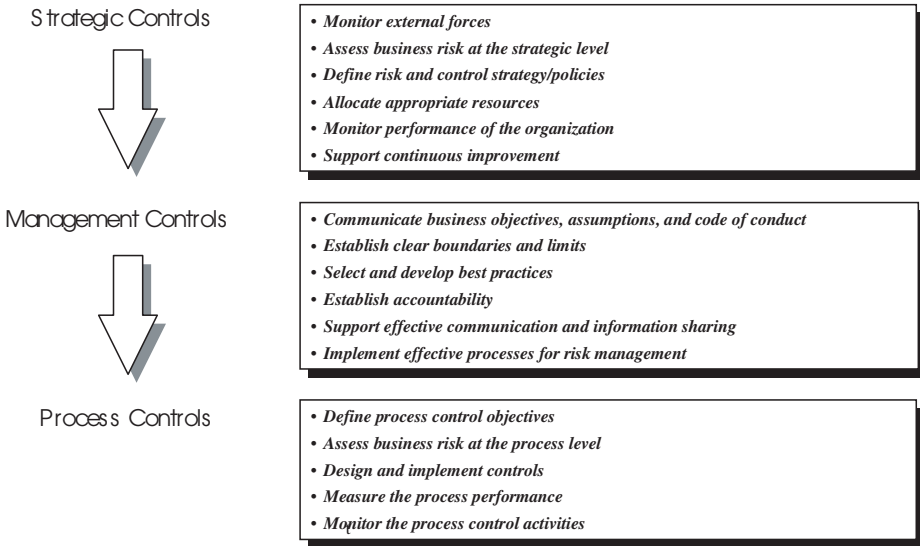 Strategic Controls
• Monitor external forces
• Assess business risk at the strategic level
• Define risk and control strategy/policies
• Allocate appropriate resources
• Monitor performance of the organization
• Support continuous improvement
Management Controls
• Communicate business objectives, assumptions, and code of conduct
• Establish clear boundaries and limits
• Select and develop best practices
• Establish accountability
• Support effective communication and information sharing
• Implement effective processes for risk management
Process Controls
• Define process control objectives
• Assess business risk at the process level
• Design and implement controls
• Measure the process performance
• Monitor the process control activities